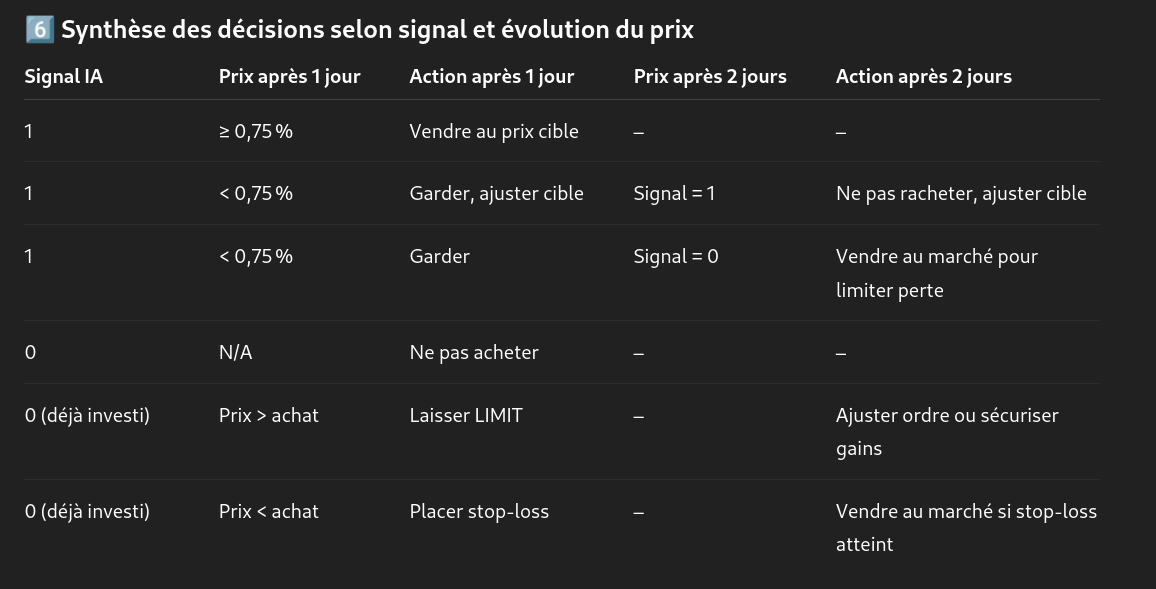 6 Synthèse des décisions selon signal et évolution du prix
Signal IA Prix après 1 jour Action après 1 jour Prix après 2 jours Action après 2 jours
1 ≥ 0,75 % Vendre au prix cible – –
1 < 0,75 % Garder, ajuster cible Signal = 1 Ne pas racheter, ajuster cible
1 < 0,75 % Garder Signal = 0 Vendre au marché pour
limiter perte
0 N/A Ne pas acheter – –
0 (déjà investi) Prix > achat Laisser LIMIT – Ajuster ordre ou sécuriser
gains
0 (déjà investi) Prix < achat Placer stop-loss – Vendre au marché si stop-loss
atteint